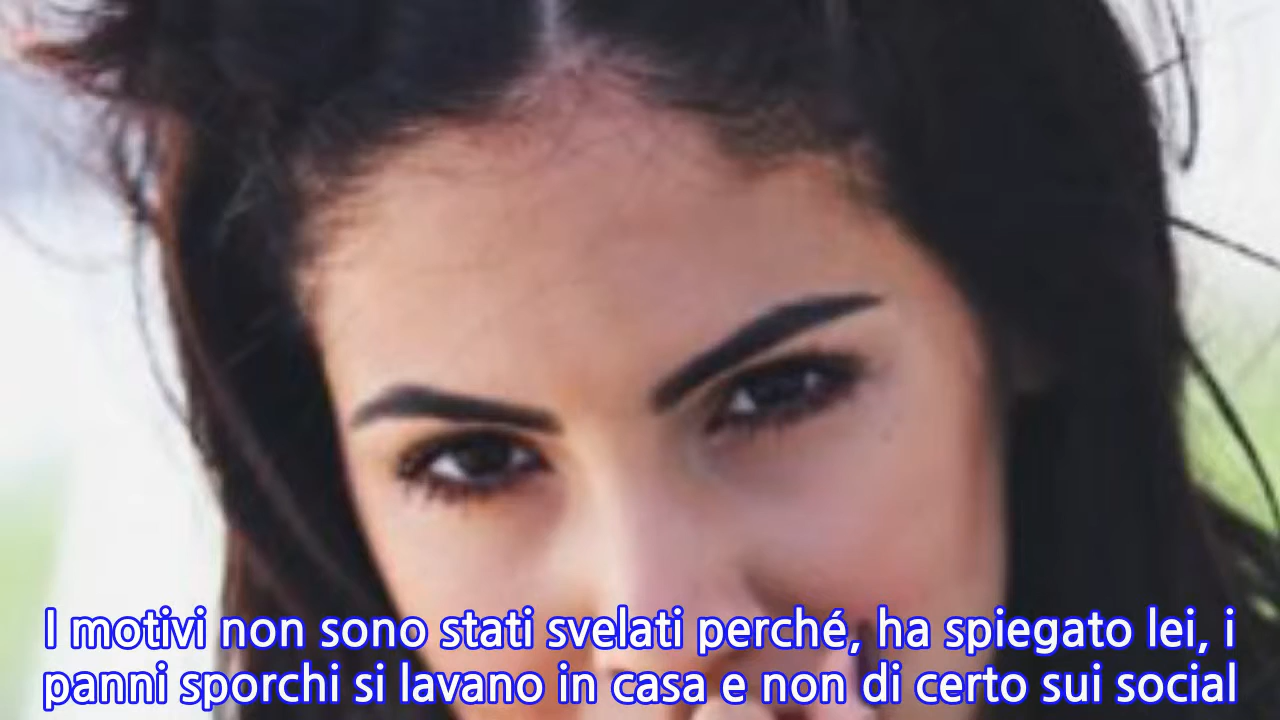 I motivi non sono stati svelati perché, ha spiegato lei, i
panni sporchi si lavano in casa e non di certo sui social